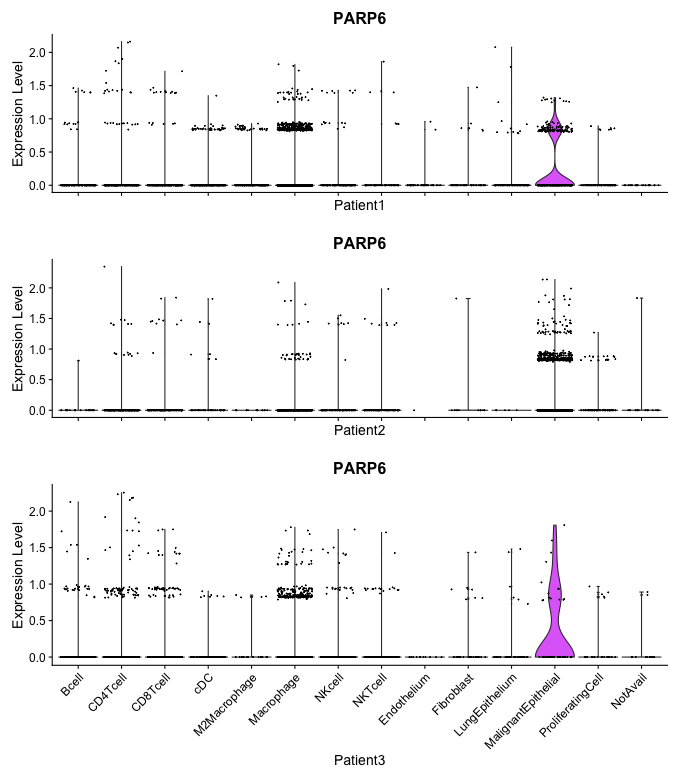 PARP6
Expression Level
2.0
1.5
1.0
0.5
0.0
Patient1
PARP6
Expression Level
2.0
1.5
1.0
0.5
0.0
Patient2
PARP6
Expression Level
2.0
1.5
1.0
0.5
0.0
Bcell
CD4Tcell
CD8Tcell
cDC
M2Macrophage
Macrophage
NKcell
NKTcell
Endothelium
Fibroblast
LungEpithelium
MalignantEpithelial
ProliferatingCell
NotAvail
Patient3